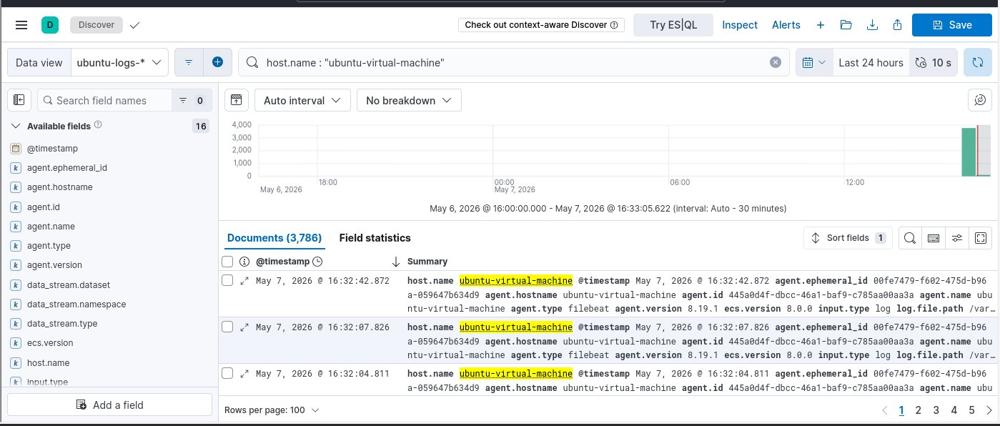 D Discover Check out context-aware Discover Try ES|QL Inspect Alerts Save
Data view ubuntu-logs-* host.name : "ubuntu-virtual-machine" Last 24 hours 10 s
Search field names 0 Auto interval No breakdown
Available fields 16
@timestamp
agent.ephemeral_id
agent.hostname
agent.id
agent.name
agent.type
agent.version
data_stream.dataset
data_stream.namespace
data_stream.type
ecs.version
host.name
input.type
Add a field
4,000
3,000
2,000
1,000
0
18:00 00:00 06:00 12:00
May 6, 2026 May 7, 2026
May 6, 2026 @ 16:00:00.000 - May 7, 2026 @ 16:33:05.622 (interval: Auto - 30 minutes)
Documents (3,786) Field statistics Sort fields 1
@timestamp Summary
May 7, 2026 @ 16:32:42.872 host.name ubuntu-virtual-machine @timestamp May 7, 2026 @ 16:32:42.872 agent.ephemeral_id 00fe7479-f602-475d-b96
a-059647b634d9 agent.hostname ubuntu-virtual-machine agent.id 445a0d4f-dbcc-46a1-baf9-c785aa00aa3a agent.name ubu
ntu-virtual-machine agent.type filebeat agent.version 8.19.1 ecs.version 8.0.0 input.type log log.file.path /var…
May 7, 2026 @ 16:32:07.826 host.name ubuntu-virtual-machine @timestamp May 7, 2026 @ 16:32:07.826 agent.ephemeral_id 00fe7479-f602-475d-b96
a-059647b634d9 agent.hostname ubuntu-virtual-machine agent.id 445a0d4f-dbcc-46a1-baf9-c785aa00aa3a agent.name ubu
ntu-virtual-machine agent.type filebeat agent.version 8.19.1 ecs.version 8.0.0 input.type log log.file.path /var…
May 7, 2026 @ 16:32:04.811 host.name ubuntu-virtual-machine @timestamp May 7, 2026 @ 16:32:04.811 agent.ephemeral_id 00fe7479-f602-475d-b96
a-059647b634d9 agent.hostname ubuntu-virtual-machine agent.id 445a0d4f-dbcc-46a1-baf9-c785aa00aa3a agent.name ubu
Rows per page: 100 1 2 3 4 5